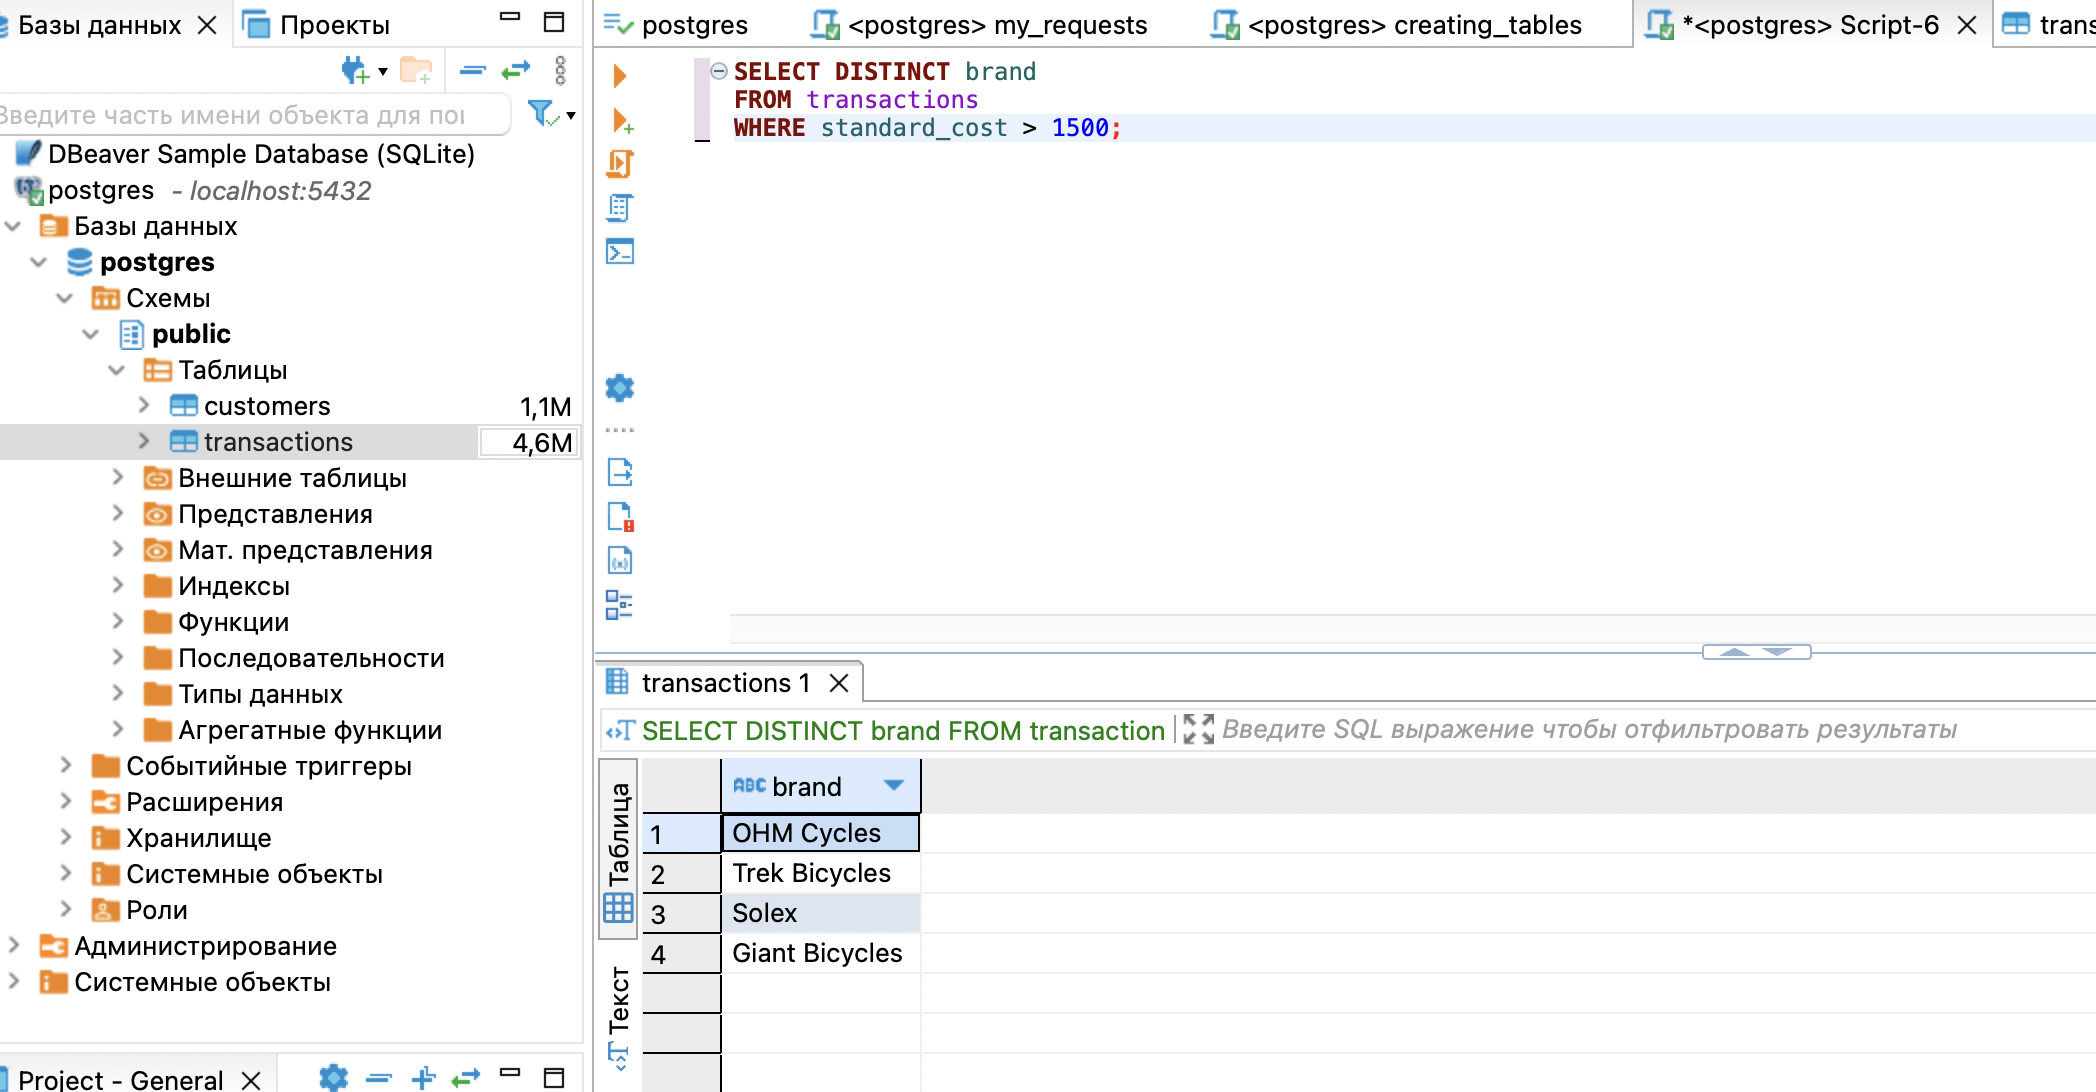 Базы данных
Проекты
Введите часть имени объекта для
DBeaver Sample Database (SQLite)
postgres - localhost:5432
Базы данных
postgres
Схемы
public
Таблицы
customers 1,1M
transactions 4,6M
Внешние таблицы
Представления
Мат. представления
Индексы
Функции
Последовательности
Типы данных
Агрегатные функции
Событийные триггеры
Расширения
Хранилище
Системные объекты
Роли
Администрирование
Системные объекты
Project - General
postgres
<postgres> my_requests
<postgres> creating_tables
*<postgres> Script-6
trans
SELECT DISTINCT brand
FROM transactions
WHERE standard_cost > 1500;
transactions 1
SELECT DISTINCT brand FROM transaction
Введите SQL выражение чтобы отфильтровать результаты
Таблица
Текст
ABC brand
1 OHM Cycles
2 Trek Bicycles
3 Solex
4 Giant Bicycles